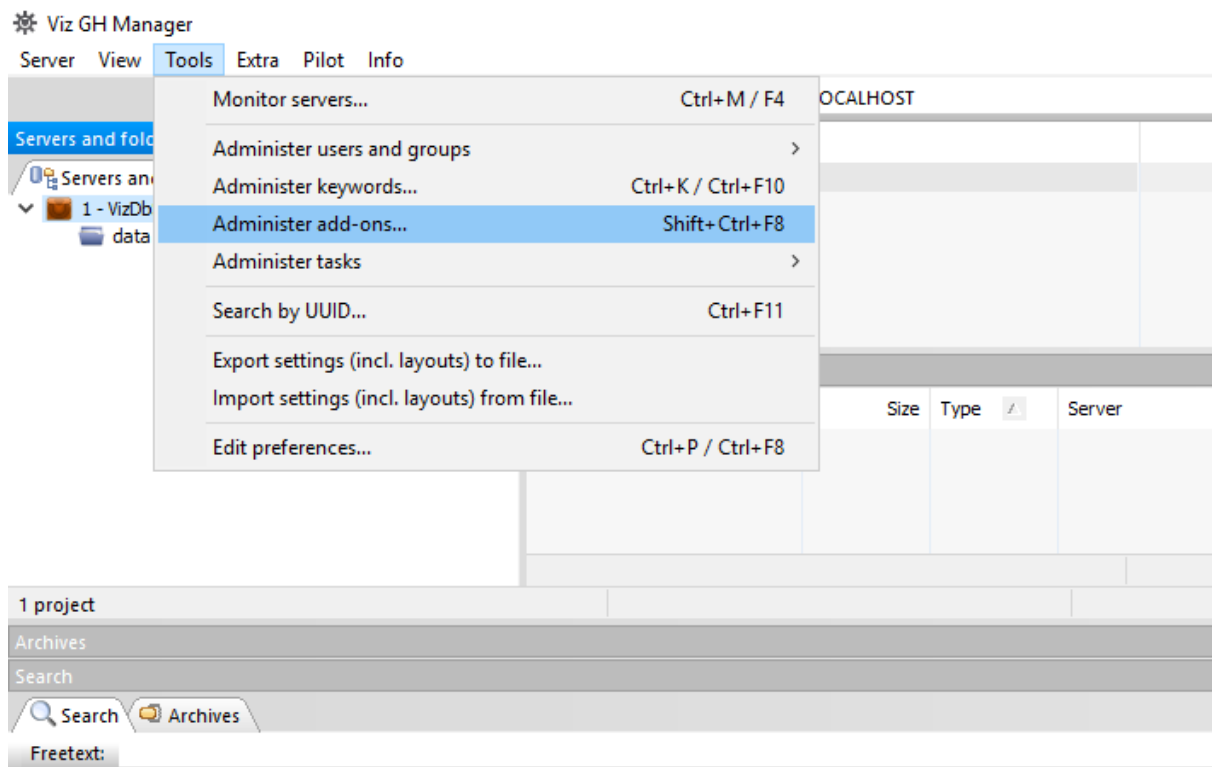 Viz GH Manager
Server View Tools Extra Pilot Info
Monitor servers... Ctrl+M / F4
OCALHOST
Servers and fold
Administer users and groups
Servers an
Administer keywords... Ctrl+K / Ctrl+F10
1 - VizDb
Administer add-ons... Shift+Ctrl+F8
data
Administer tasks
Search by UUID... Ctrl+F11
Export settings (incl. layouts) to file...
Import settings (incl. layouts) from file...
Size Type Server
Edit preferences... Ctrl+P / Ctrl+F8
1 project
Archives
Search
Search Archives
Freetext: